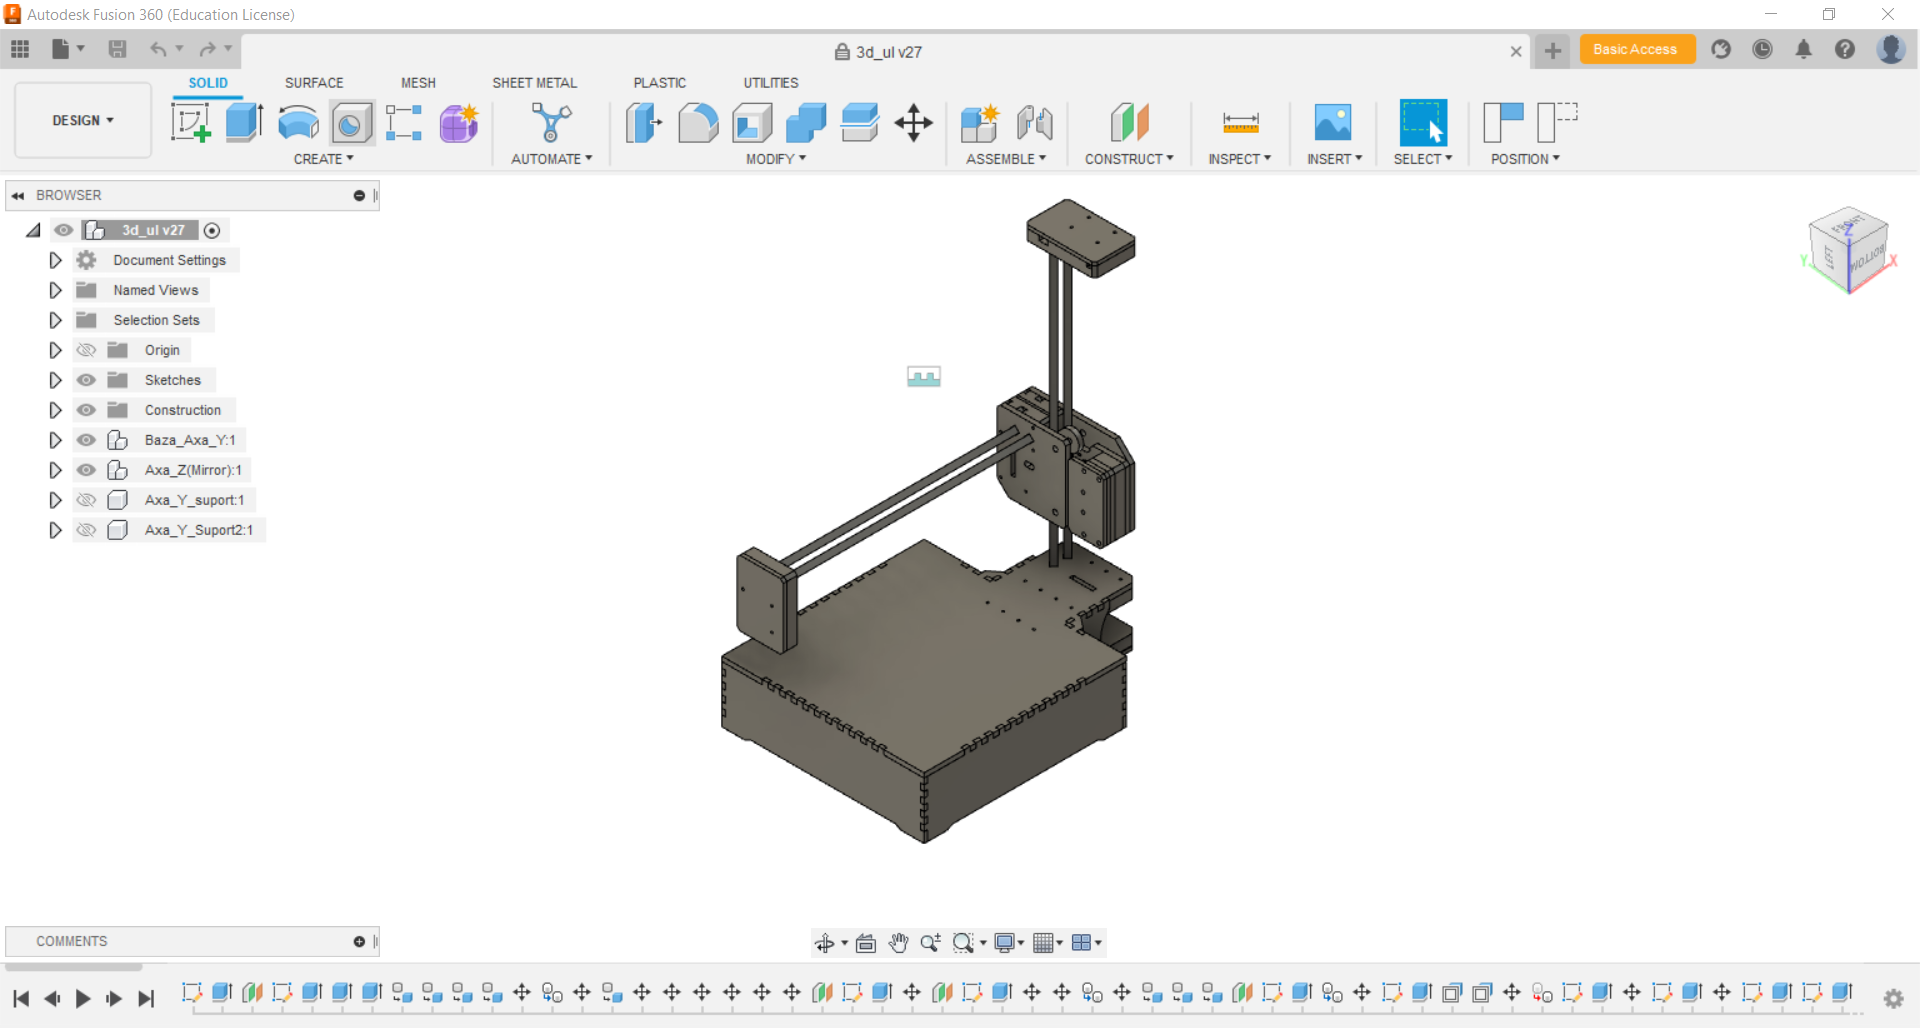 Autodesk Fusion 360 (Education License)
3d_ul v27
Basic Access
SOLID SURFACE MESH SHEET METAL PLASTIC UTILITIES
DESIGN
CREATE AUTOMATE MODIFY ASSEMBLE CONSTRUCT INSPECT INSERT SELECT POSITION
BROWSER
3d_ul v27
Document Settings
Named Views
Selection Sets
Origin
Sketches
Construction
Baza_Axa_Y:1
Axa_Z(Mirror):1
Axa_Y_suport:1
Axa_Y_Suport2:1
FRONT
Z
LEFT
BOTTOM
Y
X
COMMENTS